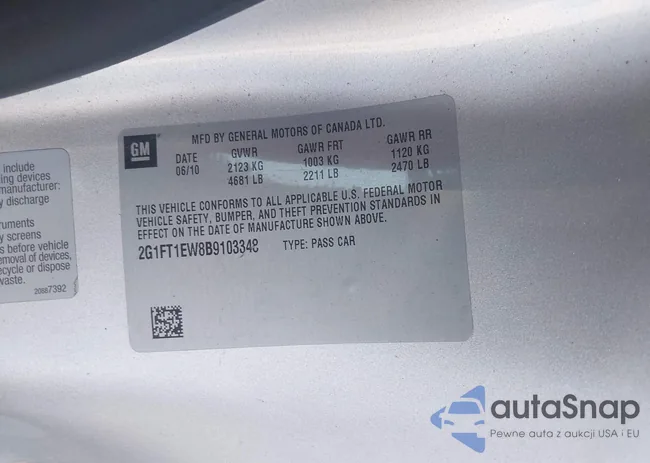 include
ing devices
manufacturer:
y discharge
truments
y screens
s before vehicle
emoval of devices,
ecycle or dispose
waste.
20887392
GM
MFD BY GENERAL MOTORS OF CANADA LTD.
DATE GVWR GAWR FRT GAWR RR
06/10 2123 KG 1003 KG 1120 KG
4681 LB 2211 LB 2470 LB
THIS VEHICLE CONFORMS TO ALL APPLICABLE U.S. FEDERAL MOTOR
VEHICLE SAFETY, BUMPER, AND THEFT PREVENTION STANDARDS IN
EFFECT ON THE DATE OF MANUFACTURE SHOWN ABOVE.
2G1FT1EW8B9103348 TYPE: PASS CAR
autaSnap
Pewne auta z aukcji USA i EU